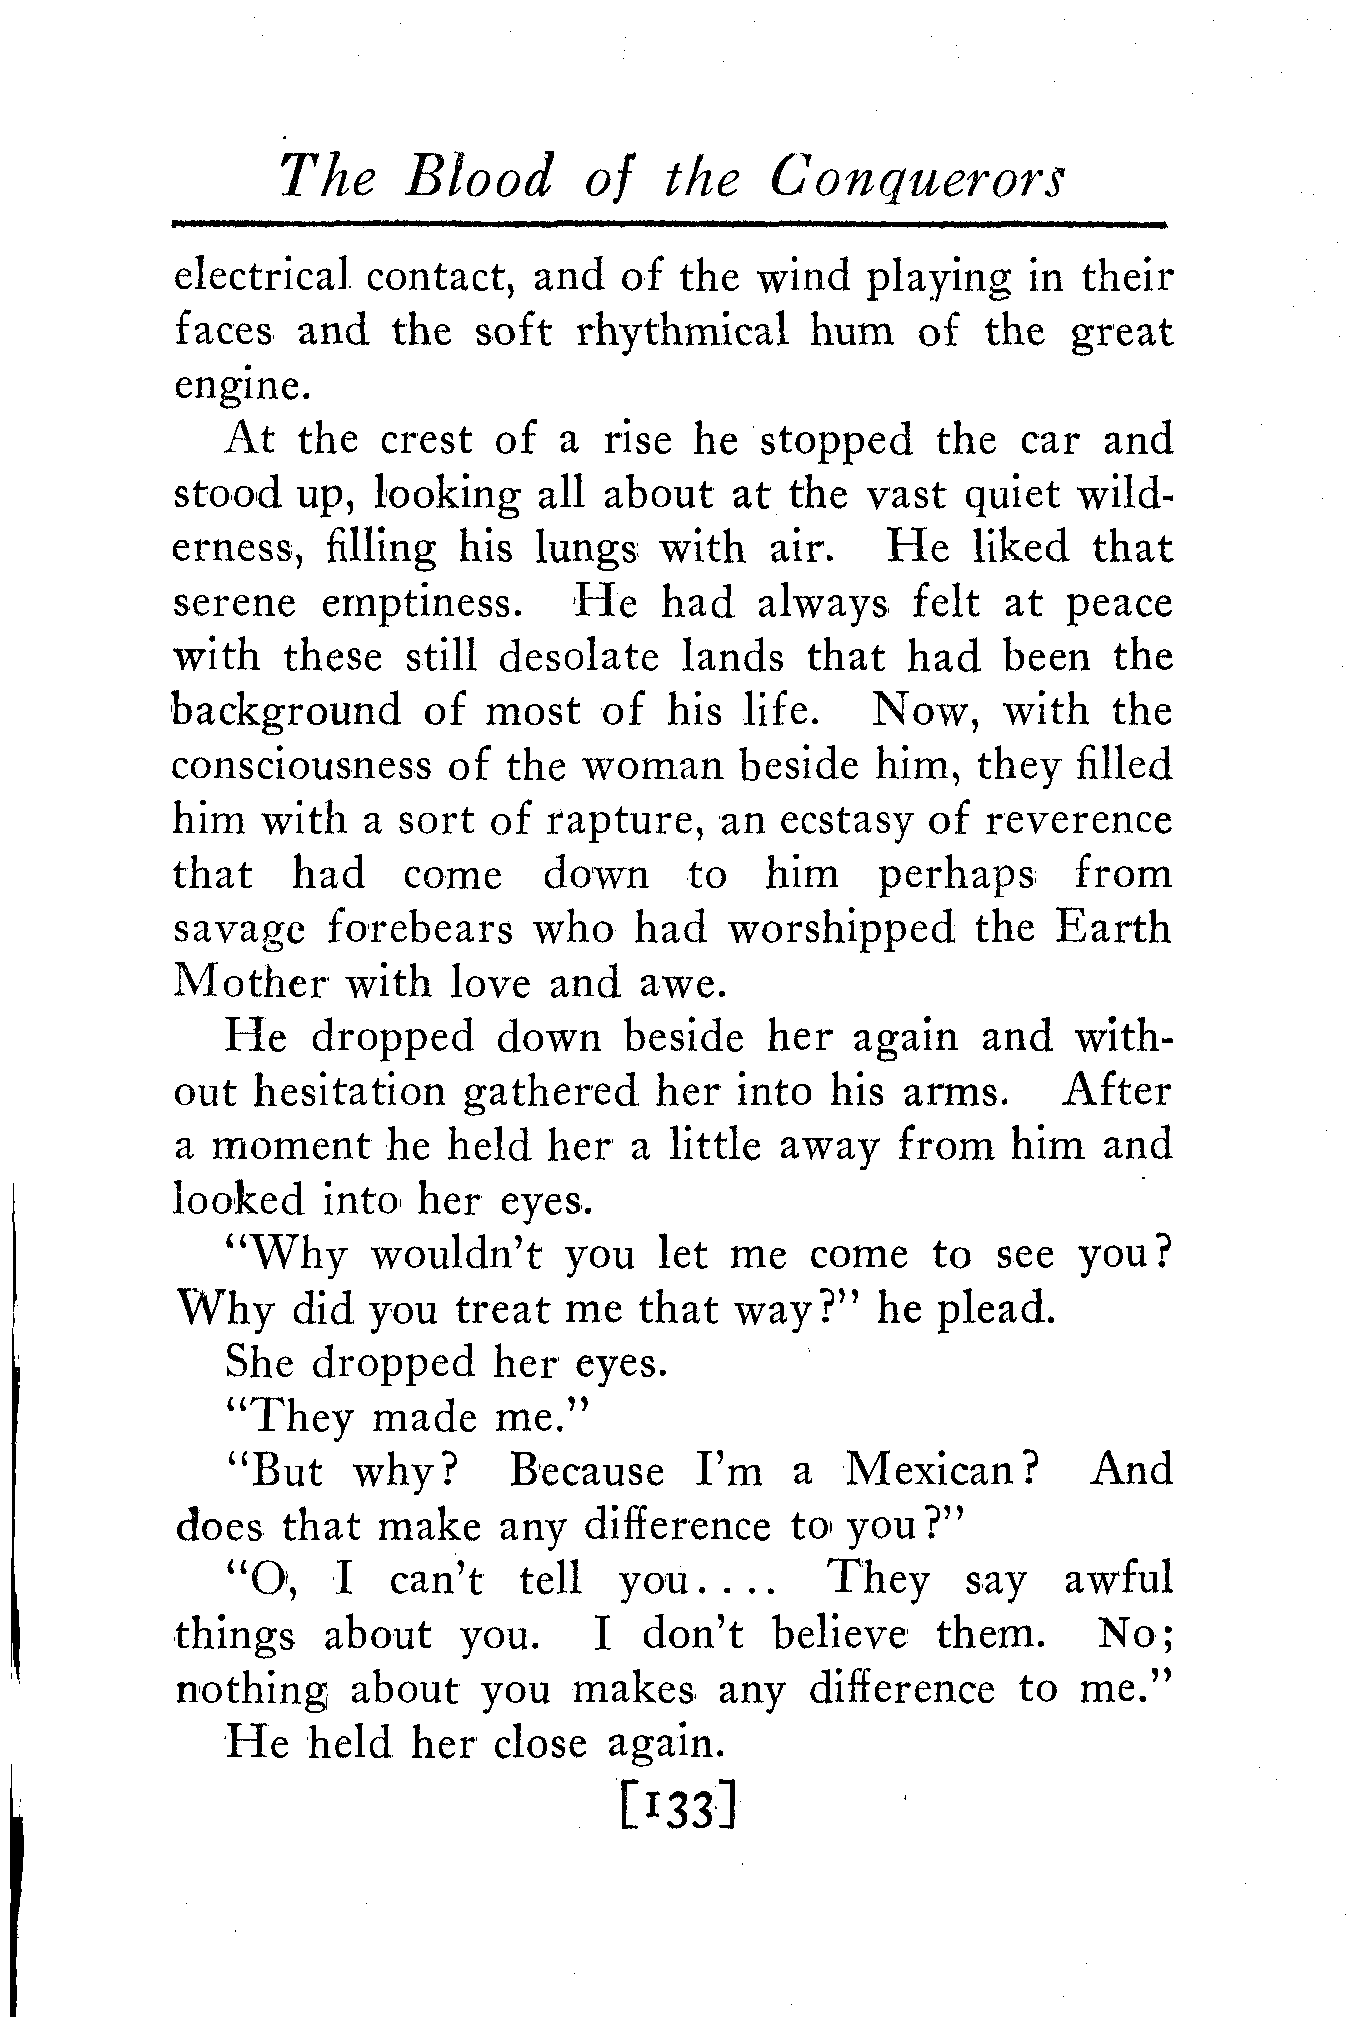 The Blood of the Conquerors
electrical contact, and of the wind playing in their
faces and the soft rhythmical hum of the great
engine.
At the crest of a rise he stopped the car and
stood up, looking all about at the vast quiet wild-
erness, filling his lungs with air. He liked that
serene emptiness. He had always felt at peace
with these still desolate lands that had been the
background of most of his life. Now, with the
consciousness of the woman beside him, they filled
him with a sort of rapture, an ecstasy of reverence
that had come down to him perhaps from
savage forebears who had worshipped the Earth
Mother with love and awe.
He dropped down beside her again and with-
out hesitation gathered her into his arms. After
a moment he held her a little away from him and
looked into her eyes.
"Why wouldn't you let me come to see you?
Why did you treat me that way?" he plead.
She dropped her eyes.
"They made me."
"But why? Because I'm a Mexican? And
does that make any difference to you?"
"O, I can't tell you.... They say awful
things about you. I don't believe them. No;
nothing about you makes any difference to me."
He held her close again.
[133]